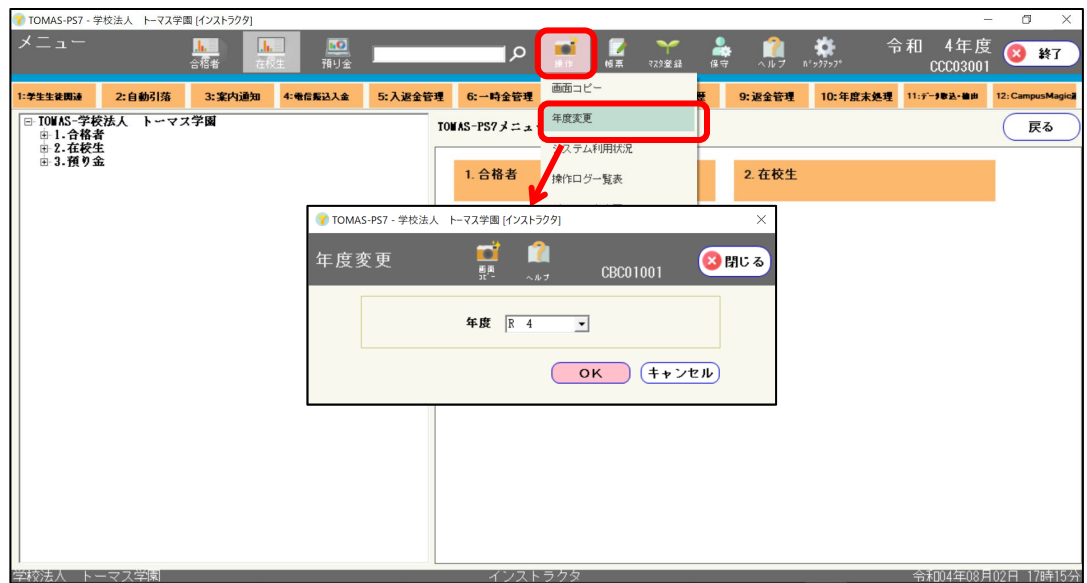 TOMAS-PS7 - 学校法人 トーマス学園 [インストラクタ]
メニュー
合格者
在校生
預り金
操作
帳票
ﾏｽﾀ登録
保守
ヘルプ
ﾊﾞｯｸｱｯﾌﾟ
令和 4年度
CCC03001
終了
1:学生生徒関連
2:自動引落
3:案内通知
4:電信振込入金
5:入返金管理
6:一時金管理
9:返金管理
10:年度末処理
11:ﾃﾞｰﾀ取込・抽出
12:CampusMagic連
画面コピー
年度変更
システム利用状況
操作ログ一覧表
TOMAS-学校法人 トーマス学園
1.合格者
2.在校生
3.預り金
TOMAS-PS7メニュー
戻る
1. 合格者
2. 在校生
TOMAS-PS7 - 学校法人 トーマス学園 [インストラクタ]
年度変更
画面ｺﾋﾟｰ
ヘルプ
CBC01001
閉じる
年度 R 4
OK
キャンセル
学校法人 トーマス学園
インストラクタ
令和04年08月02日 17時15分